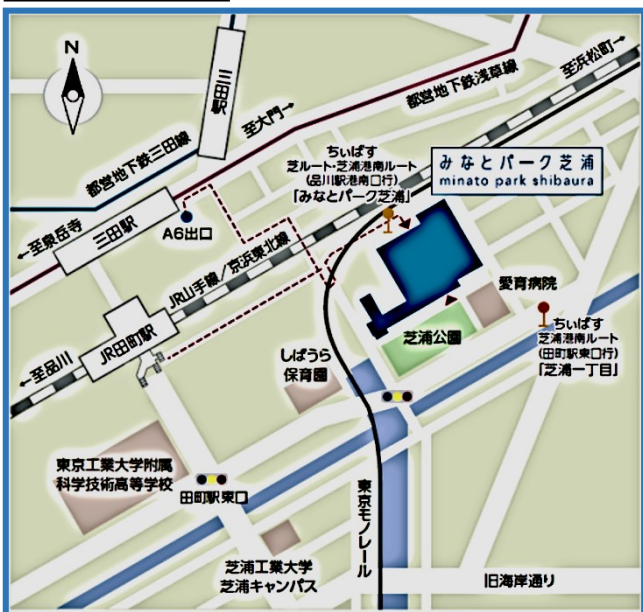 N
三田駅
都営地下鉄浅草線
至浜松町→
至大門→
都営地下鉄三田線
ちぃばす
芝ルート・芝浦港南ルート
(品川駅港南口行)
「みなとパーク芝浦」
みなとパーク芝浦
minato park shibaura
三田駅
←至泉岳寺
A6出口
JR山手線/京浜東北線
愛育病院
JR田町駅
←至品川
しばうら
保育園
芝浦公園
ちぃばす
芝浦港南ルート
(田町駅東口行)
「芝浦一丁目」
東京工業大学附属
科学技術高等学校
田町駅東口
東京モノレール
芝浦工業大学
芝浦キャンパス
旧海岸通り